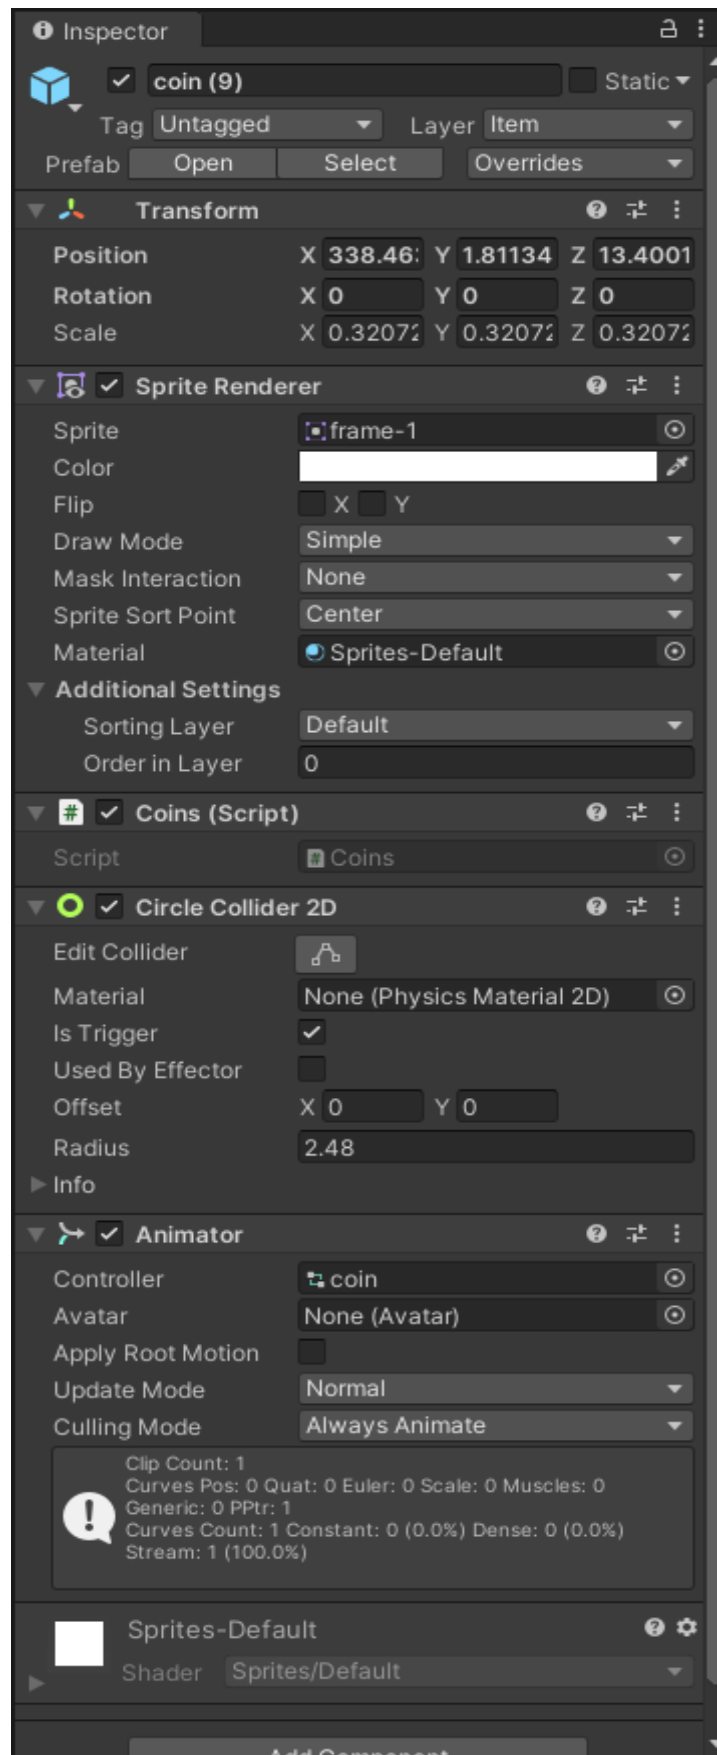 Inspector
coin (9) Static
Tag Untagged Layer Item
Prefab Open Select Overrides
Transform
Position X 338.46 Y 1.81134 Z 13.4001
Rotation X 0 Y 0 Z 0
Scale X 0.32072 Y 0.32072 Z 0.32072
Sprite Renderer
Sprite frame-1
Color
Flip X Y
Draw Mode Simple
Mask Interaction None
Sprite Sort Point Center
Material Sprites-Default
Additional Settings
Sorting Layer Default
Order in Layer 0
# Coins (Script)
Script # Coins
Circle Collider 2D
Edit Collider
Material None (Physics Material 2D)
Is Trigger
Used By Effector
Offset X 0 Y 0
Radius 2.48
Info
Animator
Controller coin
Avatar None (Avatar)
Apply Root Motion
Update Mode Normal
Culling Mode Always Animate
Clip Count: 1
Curves Pos: 0 Quat: 0 Euler: 0 Scale: 0 Muscles: 0
Generic: 0 PPtr: 1
Curves Count: 1 Constant: 0 (0.0%) Dense: 0 (0.0%)
Stream: 1 (100.0%)
Sprites-Default
Shader Sprites/Default
Add Component